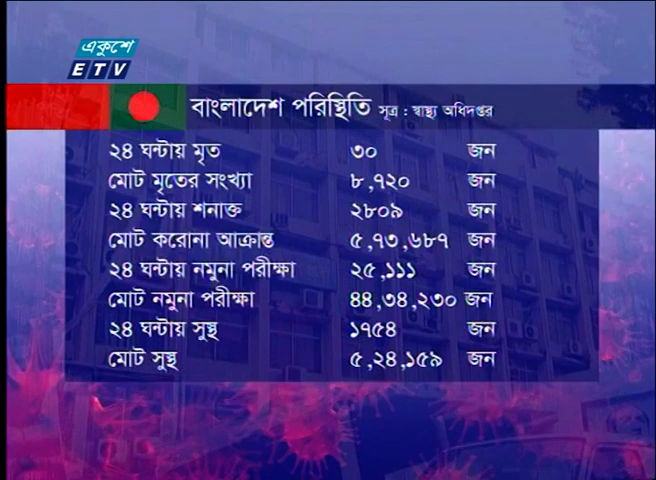 একুশে
ETV
বাংলাদেশ পরিস্থিতি সূত্র : স্বাস্থ্য অধিদপ্তর
২৪ ঘন্টায় মৃত ৩০ জন
মোট মৃতের সংখ্যা ৮,৭২০ জন
২৪ ঘন্টায় শনাক্ত ২৮০৯ জন
মোট করোনা আক্রান্ত ৫,৭৩,৬৮৭ জন
২৪ ঘন্টায় নমুনা পরীক্ষা ২৫,১১১ জন
মোট নমুনা পরীক্ষা ৪৪,৩৪,২৩০ জন
২৪ ঘন্টায় সুস্থ ১৭৫৪ জন
মোট সুস্থ ৫,২৪,১৫৯ জন